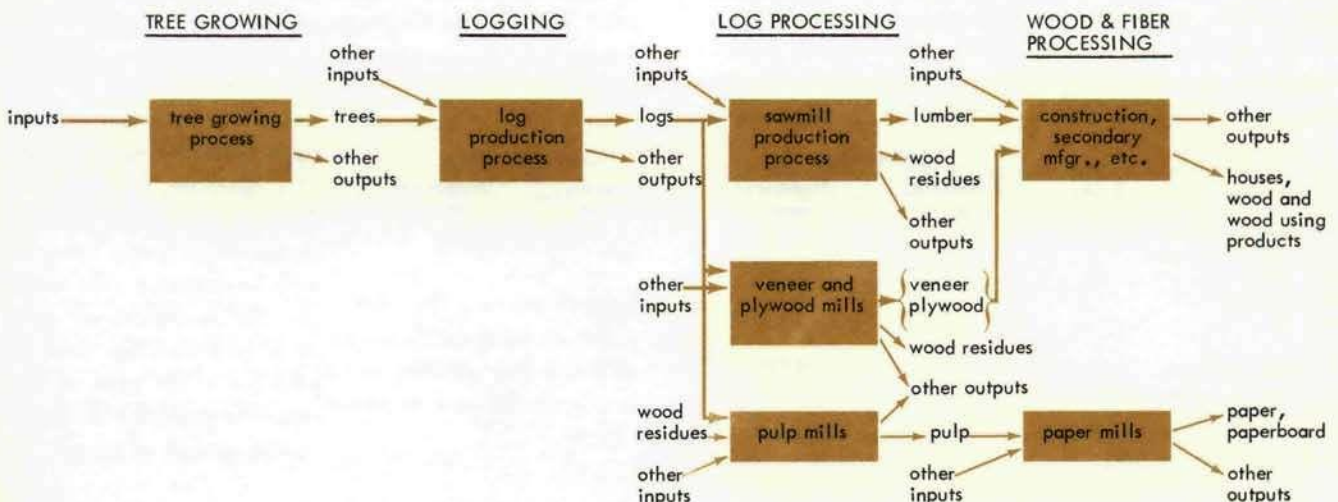 TREE GROWING
LOGGING
LOG PROCESSING
WOOD & FIBER
PROCESSING
inputs
tree growing
process
trees
other
outputs
other
inputs
log
production
process
logs
other
outputs
other
inputs
sawmill
production
process
lumber
wood
residues
other
outputs
other
inputs
construction,
secondary
mfgr., etc.
other
outputs
houses,
wood and
wood using
products
other
inputs
veneer and
plywood mills
veneer
plywood
wood residues
other outputs
wood
residues
other
inputs
pulp mills
pulp
other
inputs
paper mills
paper,
paperboard
other
outputs